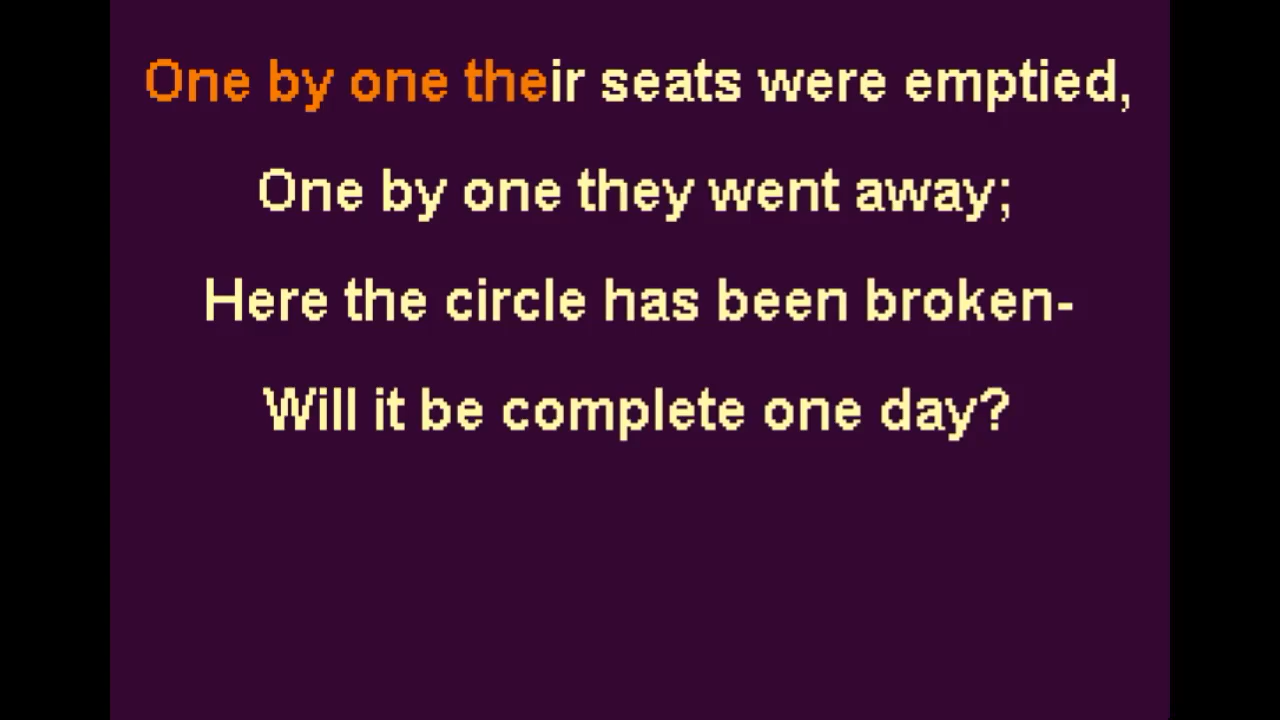 One by one their seats were emptied,
One by one they went away;
Here the circle has been broken-
Will it be complete one day?